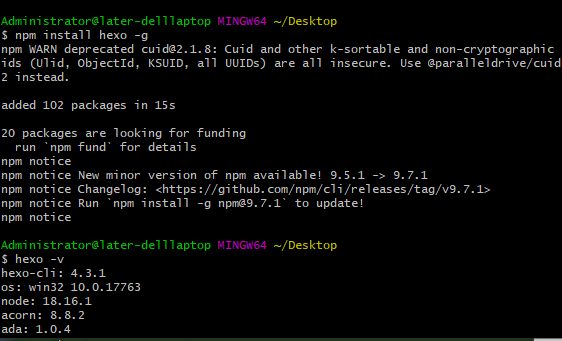 Administrator@later-delllaptop MINGW64 ~/Desktop
$ npm install hexo -g
npm WARN deprecated cuid@2.1.8: Cuid and other k-sortable and non-cryptographic
ids (Ulid, ObjectId, KSUID, all UUIDs) are all insecure. Use @paralleldrive/cuid
2 instead.
added 102 packages in 15s
20 packages are looking for funding
run `npm fund` for details
npm notice
npm notice New minor version of npm available! 9.5.1 -> 9.7.1
npm notice Changelog: <https://github.com/npm/cli/releases/tag/v9.7.1>
npm notice Run `npm install -g npm@9.7.1` to update!
npm notice
Administrator@later-delllaptop MINGW64 ~/Desktop
$ hexo -v
hexo-cli: 4.3.1
os: win32 10.0.17763
node: 18.16.1
acorn: 8.8.2
ada: 1.0.4